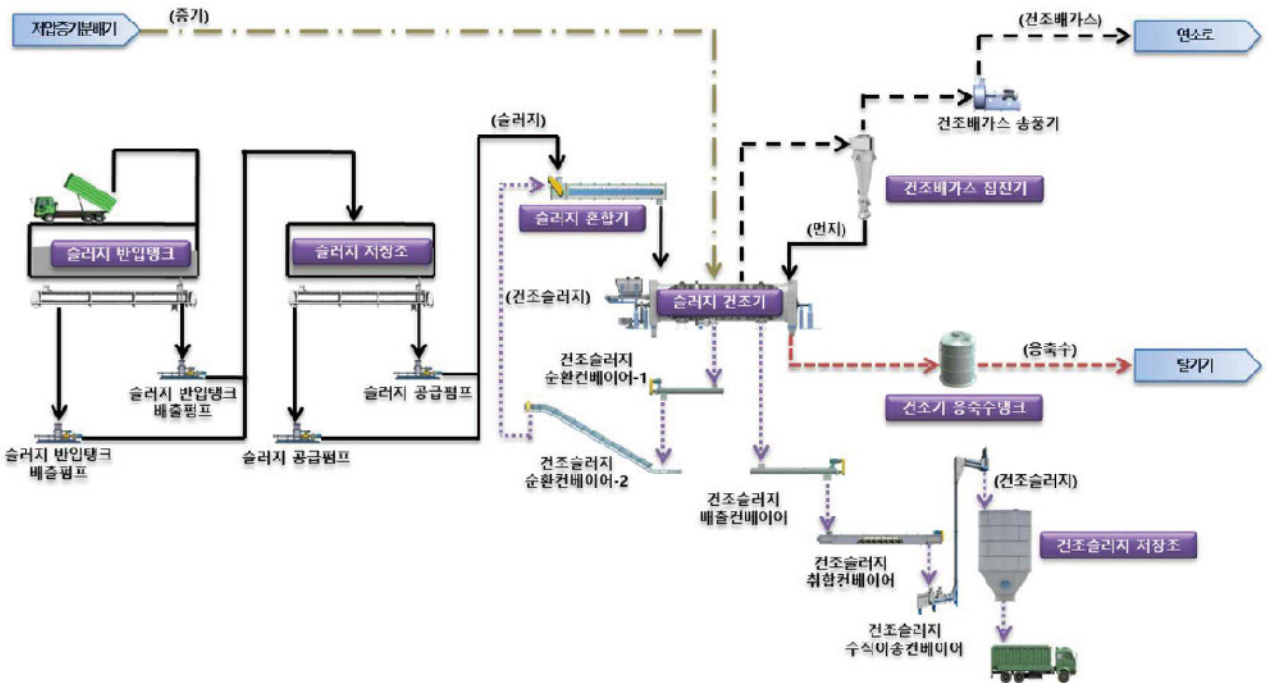 저압증기분배기
(증기)
(건조배가스)
연소로
건조배가스 송풍기
(슬러지)
건조배가스 집진기
슬러지 혼합기
(먼지)
슬러지 반입탱크
슬러지 저장조
(건조슬러지)
슬러지 건조기
(응축수)
탈기기
건조기 응축수탱크
건조슬러지
순환컨베이어-1
슬러지 반입탱크
배출펌프
슬러지 공급펌프
슬러지 반입탱크
배출펌프
슬러지 공급펌프
건조슬러지
순환컨베이어-2
건조슬러지
배출컨베이어
(건조슬러지)
건조슬러지 저장조
건조슬러지
취합컨베이어
건조슬러지
수직이송컨베이어